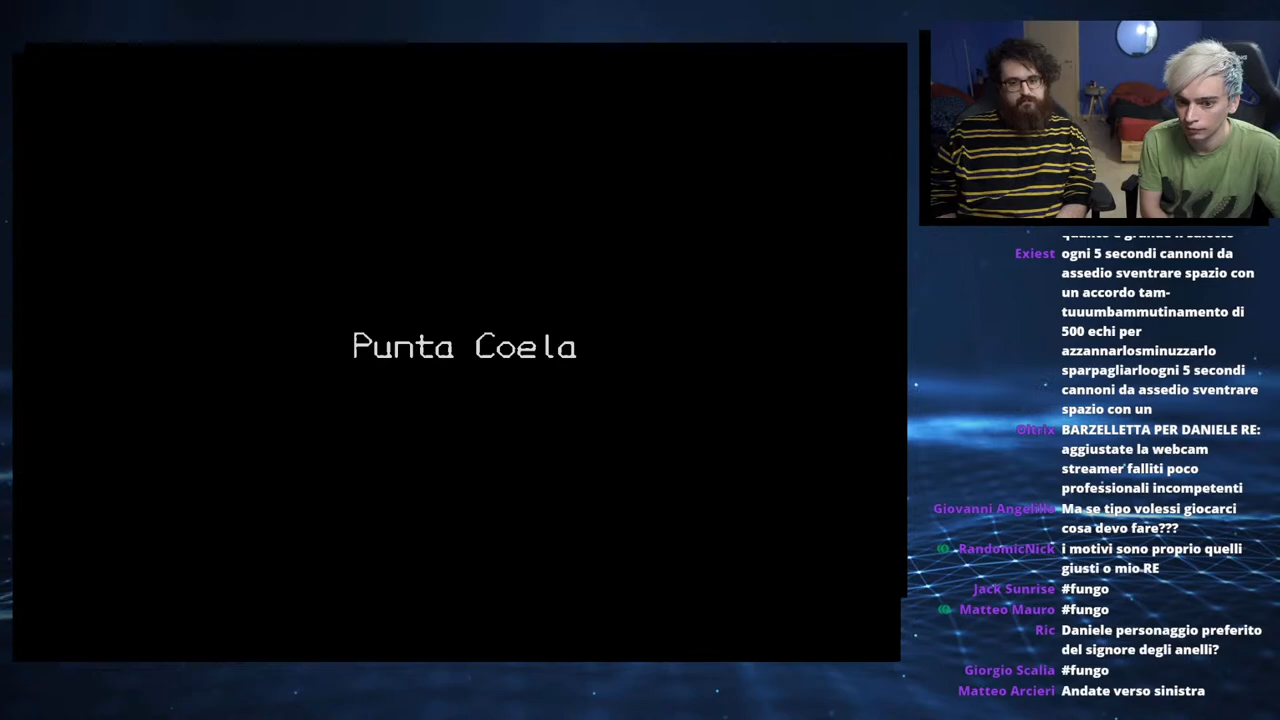 Punta Coela
Exiest ogni 5 secondi cannoni da
assedio sventrare spazio con
un accordo tam-
tuuumbammutinamento di
500 echi per
azzannarlosminuzzarlo
sparpagliarloogni 5 secondi
cannoni da assedio sventrare
spazio con un
Oltrix BARZELLETTA PER DANIELE RE:
aggiustate la webcam
streamer falliti poco
professionali incompetenti
Giovanni Angelillo Ma se tipo volessi giocarci
cosa devo fare???
RandomicNick i motivi sono proprio quelli
giusti o mio RE
Jack Sunrise #fungo
Matteo Mauro #fungo
Ric Daniele personaggio preferito
del signore degli anelli?
Giorgio Scalia #fungo
Matteo Arcieri Andate verso sinistra